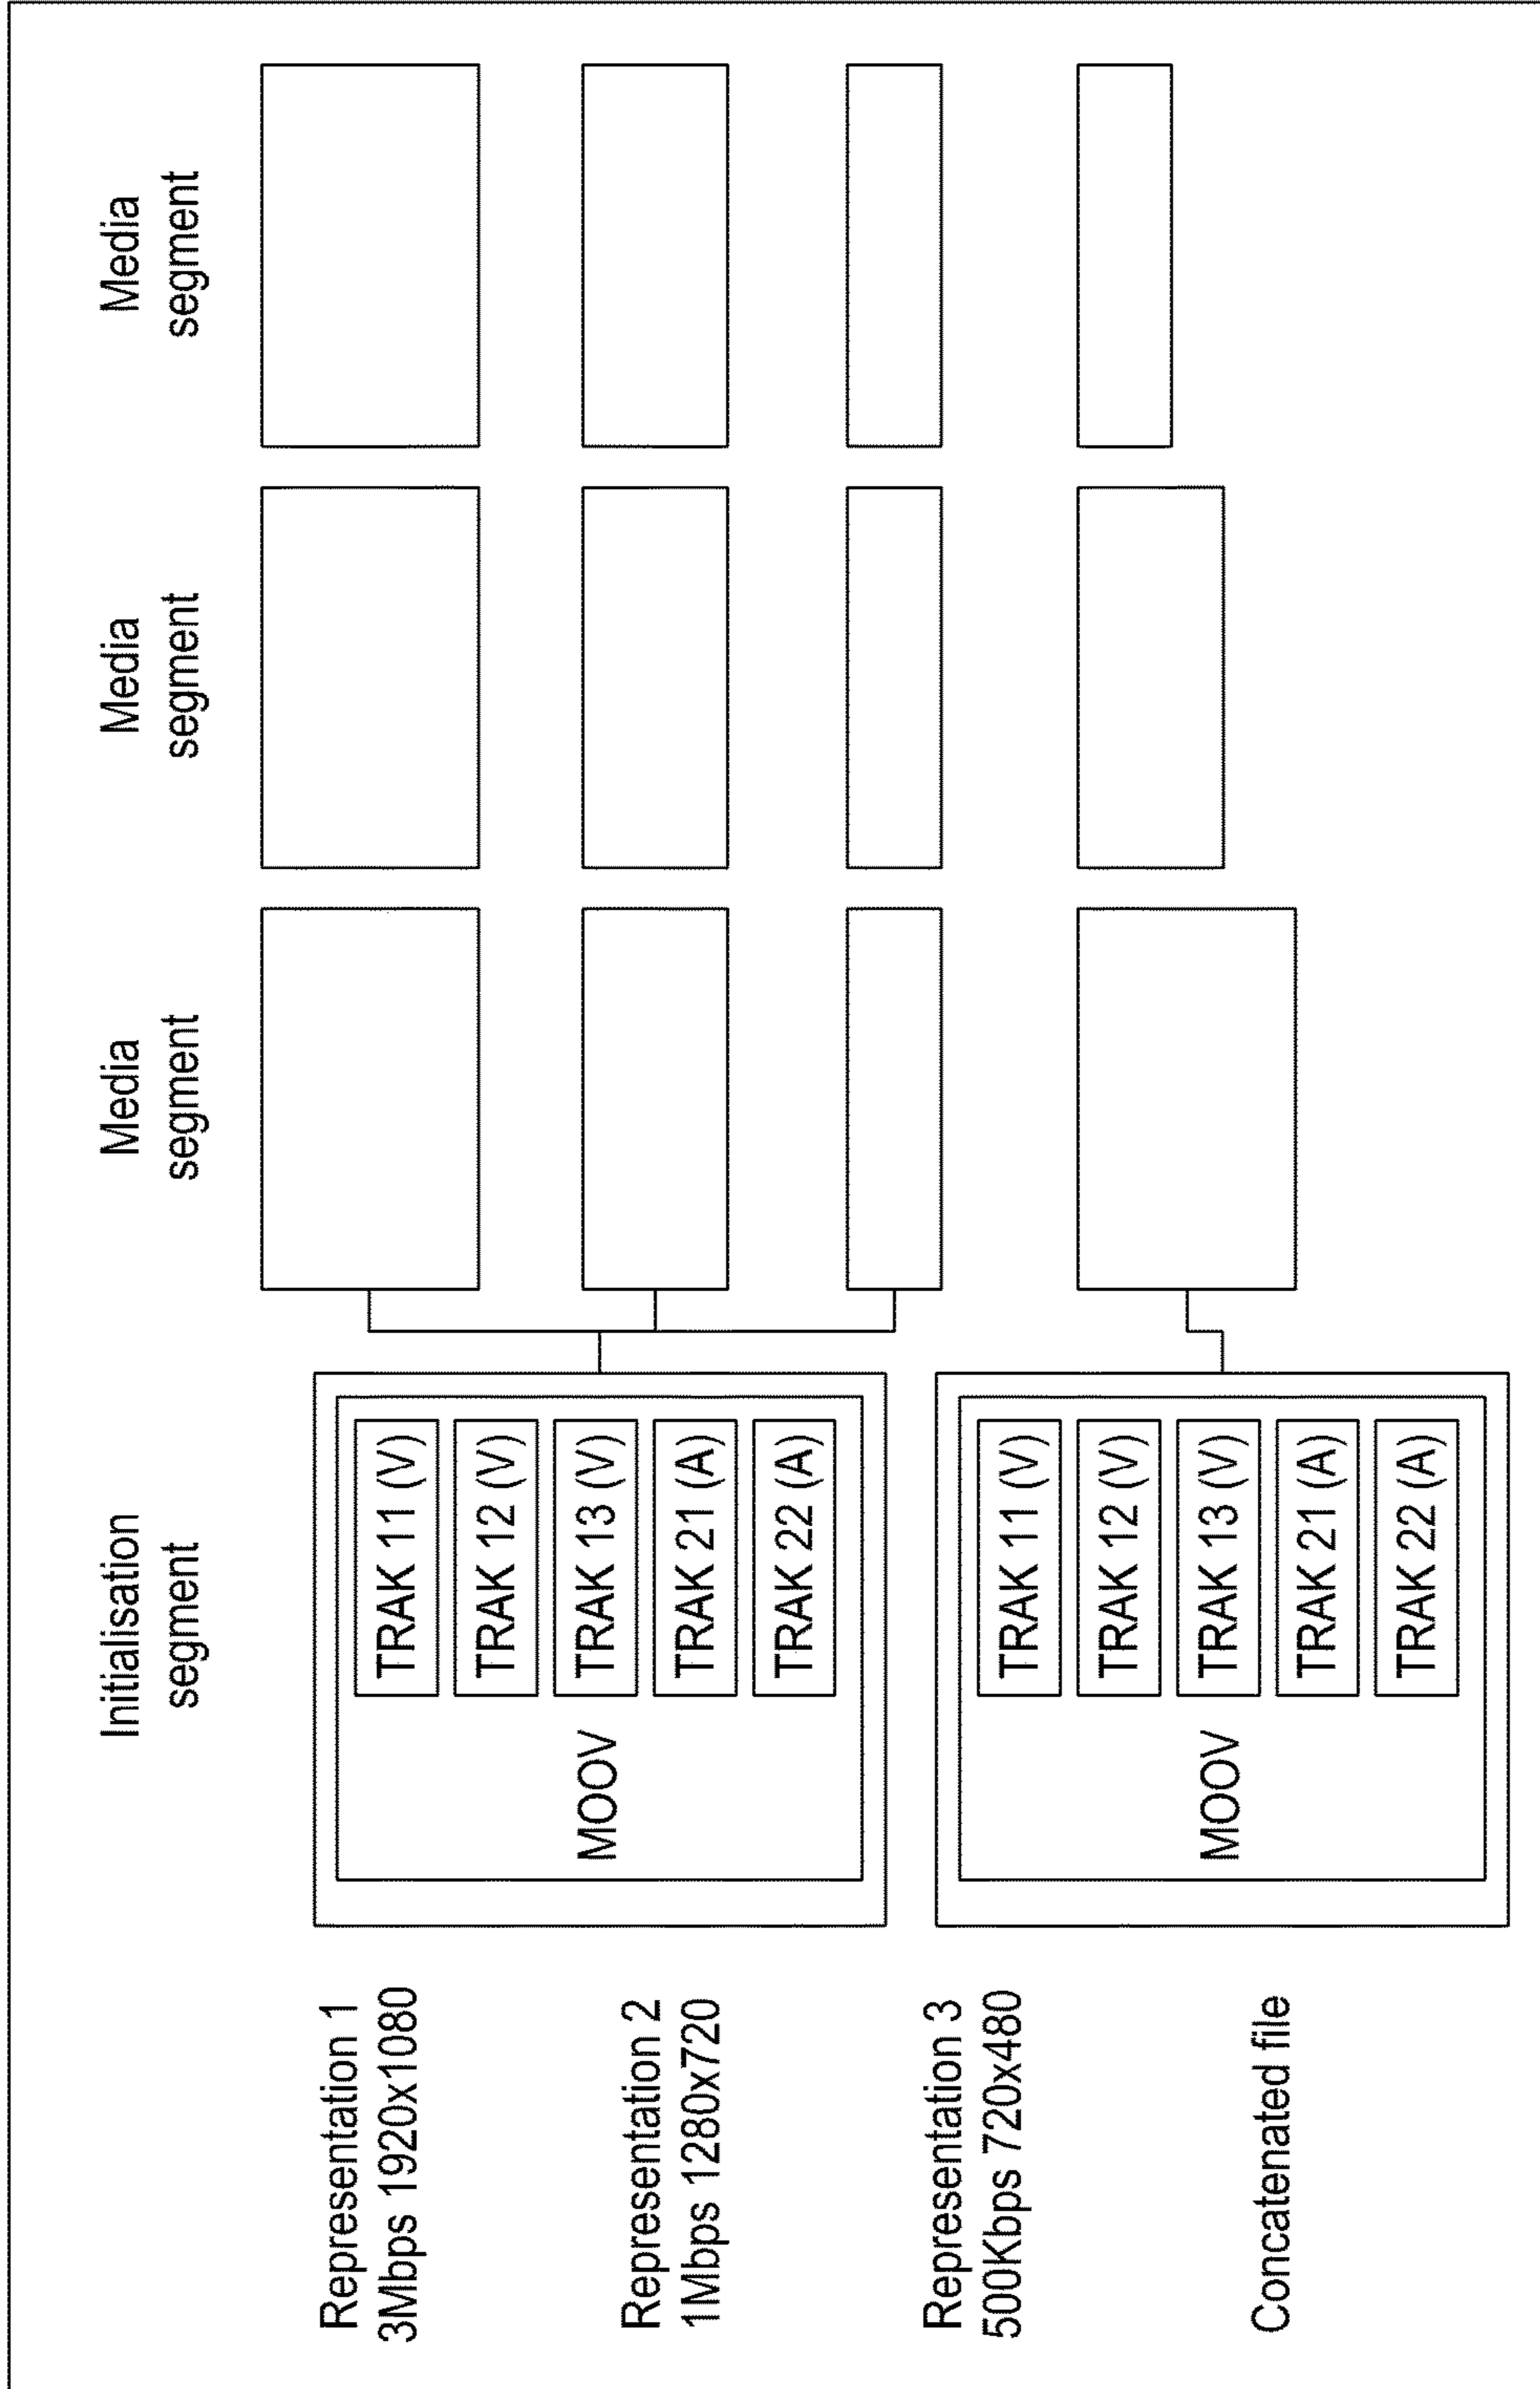 Initialisation
segment
Media
segment
Media
segment
Media
segment
Representation 1
3Mbps 1920x1080
Representation 2
1Mbps 1280x720
Representation 3
500Kbps 720x480
Concatenated file
MOOV
TRAK 11 (V)
TRAK 12 (V)
TRAK 13 (V)
TRAK 21 (A)
TRAK 22 (A)
MOOV
TRAK 11 (V)
TRAK 12 (V)
TRAK 13 (V)
TRAK 21 (A)
TRAK 22 (A)